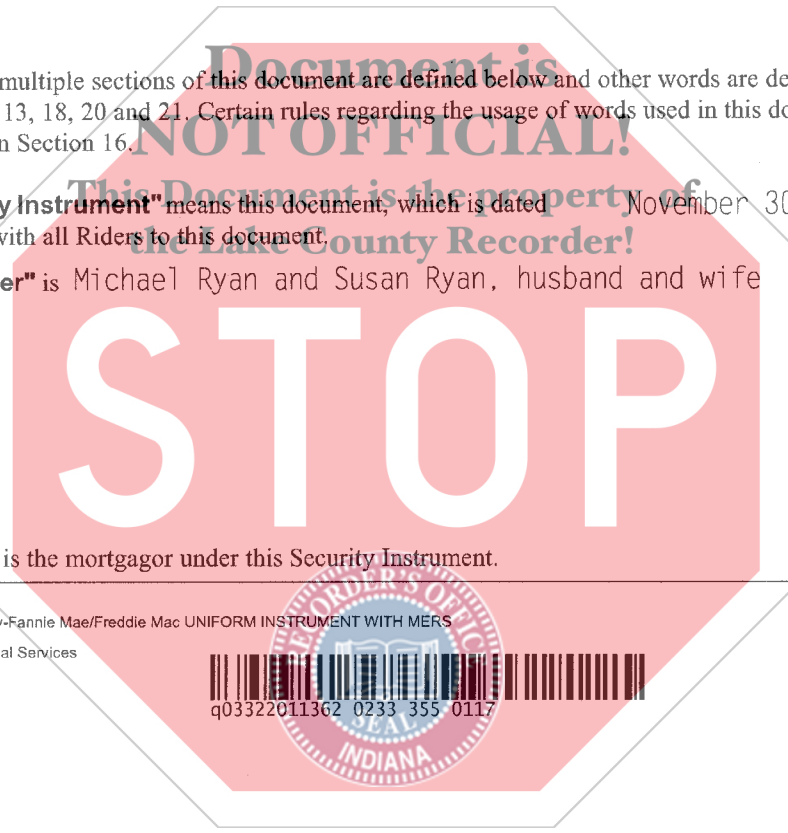 Document is
multiple sections of this document are defined below and other words are de
13, 18, 20 and 21. Certain rules regarding the usage of words used in this do
n Section 16.
NOT OFFICIAL!
This Document is the property of
y Instrument" means this document, which is dated November 30
with all Riders to this document.
the Lake County Recorder!
er" is Michael Ryan and Susan Ryan, husband and wife
STOP
is the mortgagor under this Security Instrument.
y-Fannie Mae/Freddie Mac UNIFORM INSTRUMENT WITH MERS
al Services
RECORDER'S OFFICE
q03322011362 0233 355 0117
SEAL
INDIANA